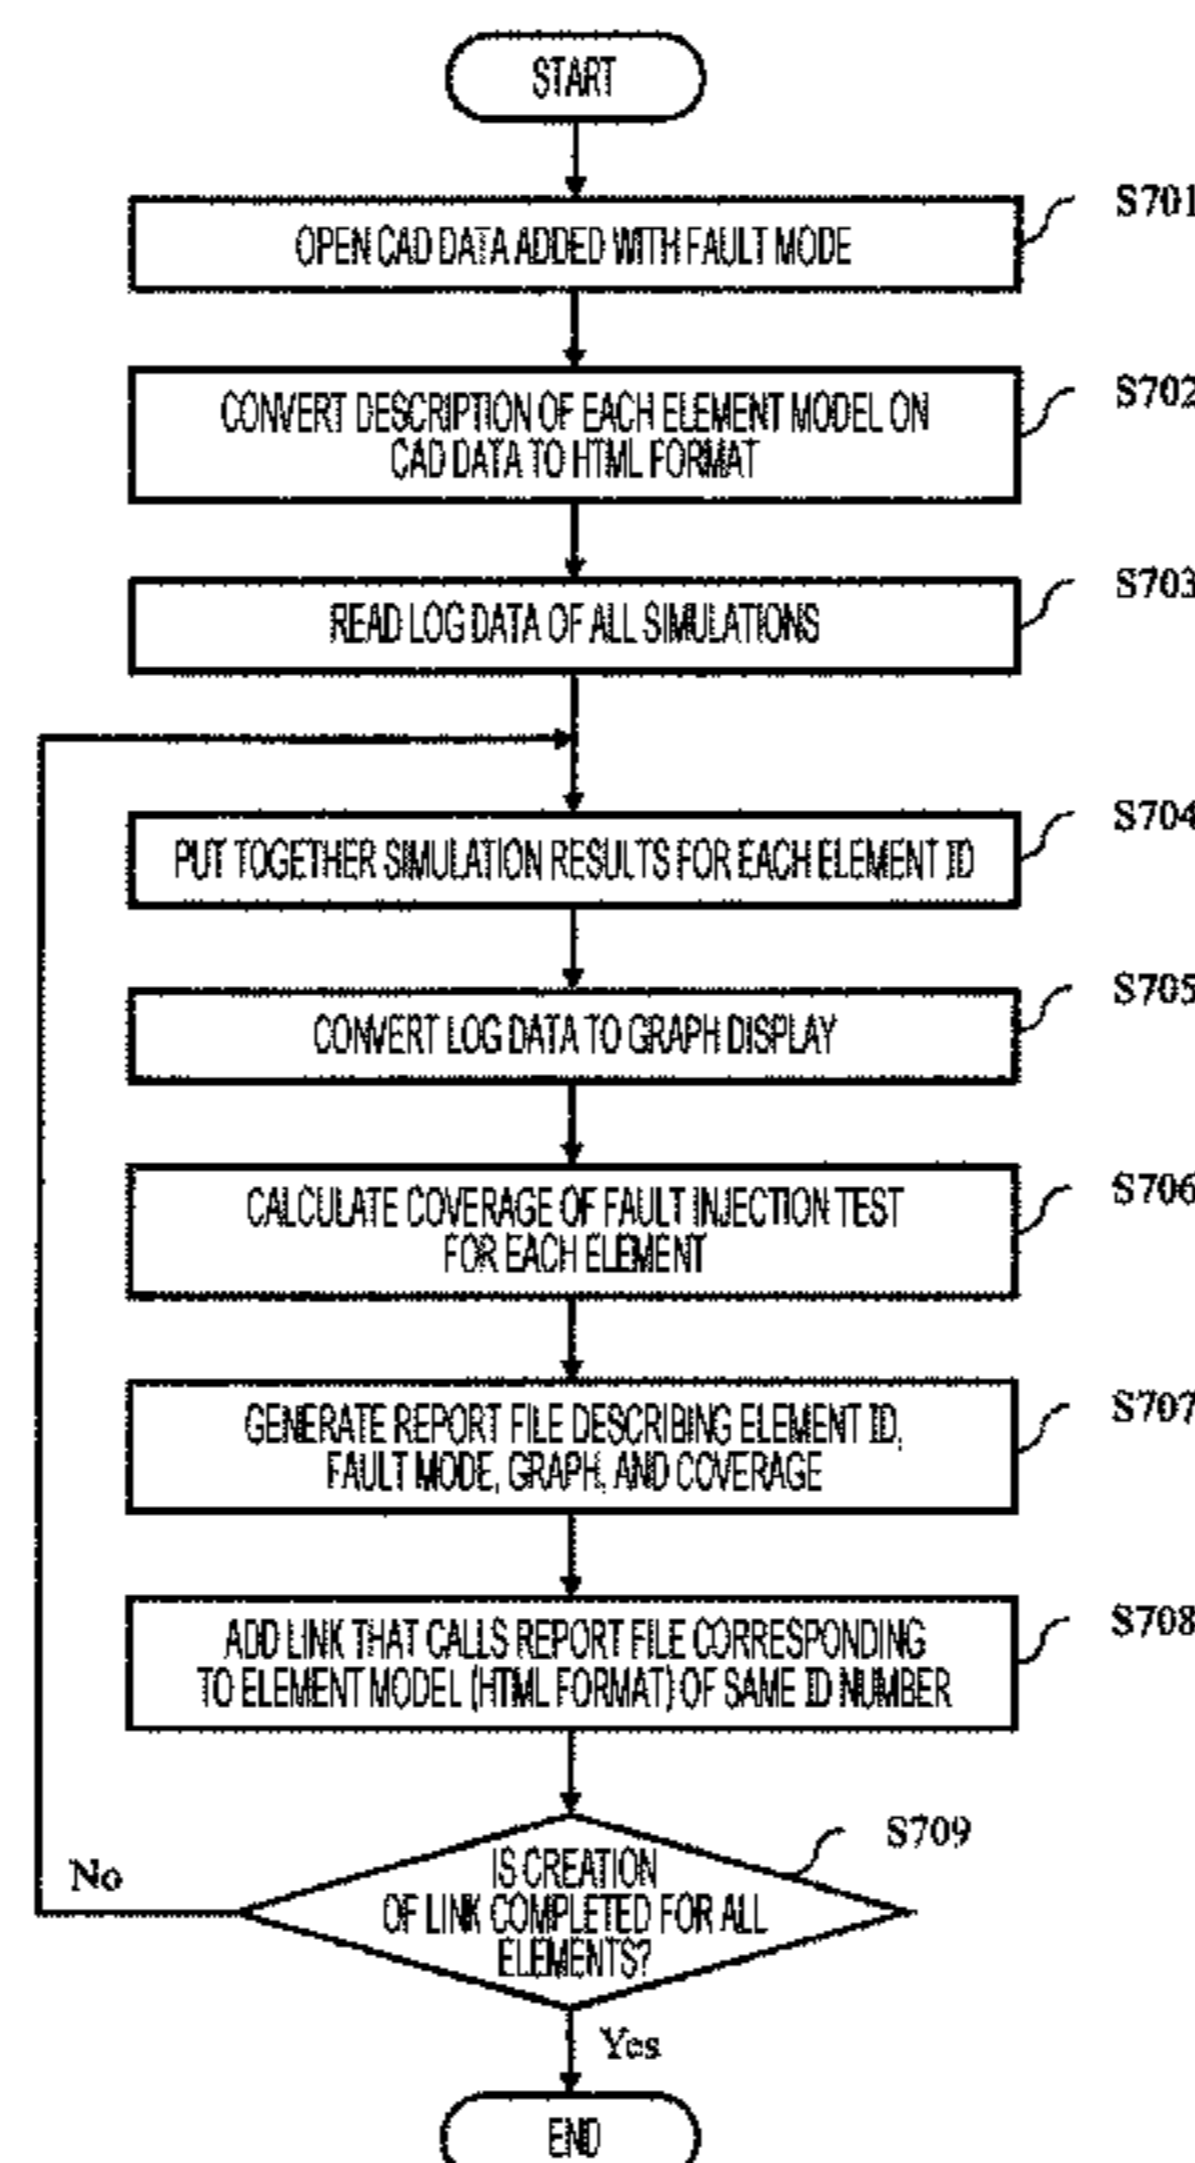 START
S701
OPEN CAD DATA ADDED WITH FAULT MODE
S702
CONVERT DESCRIPTION OF EACH ELEMENT MODEL ON
CAD DATA TO HTML FORMAT
S703
READ LOG DATA OF ALL SIMULATIONS
S704
PUT TOGETHER SIMULATION RESULTS FOR EACH ELEMENT ID
S705
CONVERT LOG DATA TO GRAPH DISPLAY
S706
CALCULATE COVERAGE OF FAULT INJECTION TEST
FOR EACH ELEMENT
S707
GENERATE REPORT FILE DESCRIBING ELEMENT ID,
FAULT MODE, GRAPH, AND COVERAGE
S708
ADD LINK THAT CALLS REPORT FILE CORRESPONDING
TO ELEMENT MODEL (HTML FORMAT) OF SAME ID NUMBER
S709
IS CREATION
OF LINK COMPLETED FOR ALL
ELEMENTS?
No
Yes
END